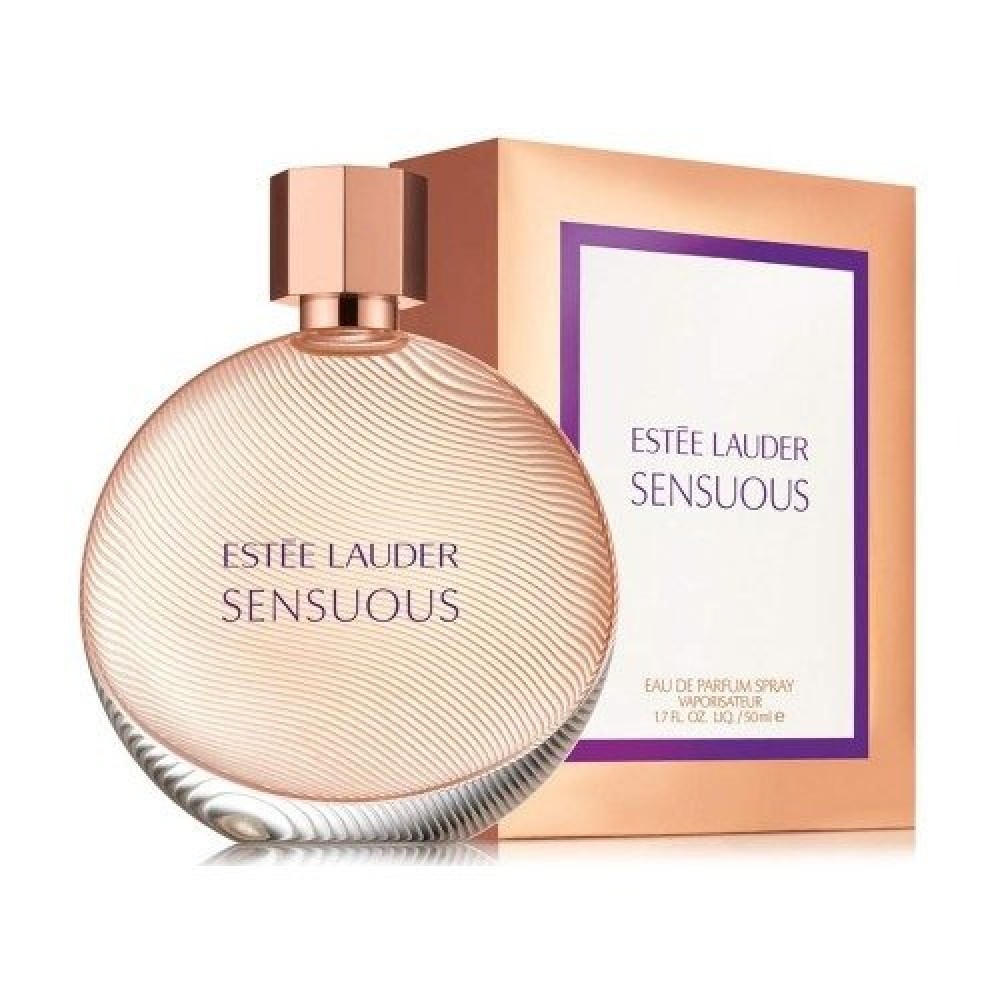 ESTĒE LAUDER
SENSUOUS
ESTĒE LAUDER
SENSUOUS
EAU DE PARFUM SPRAY
VAPORISATEUR
1.7 FL. OZ. LIQ. / 50 ml e